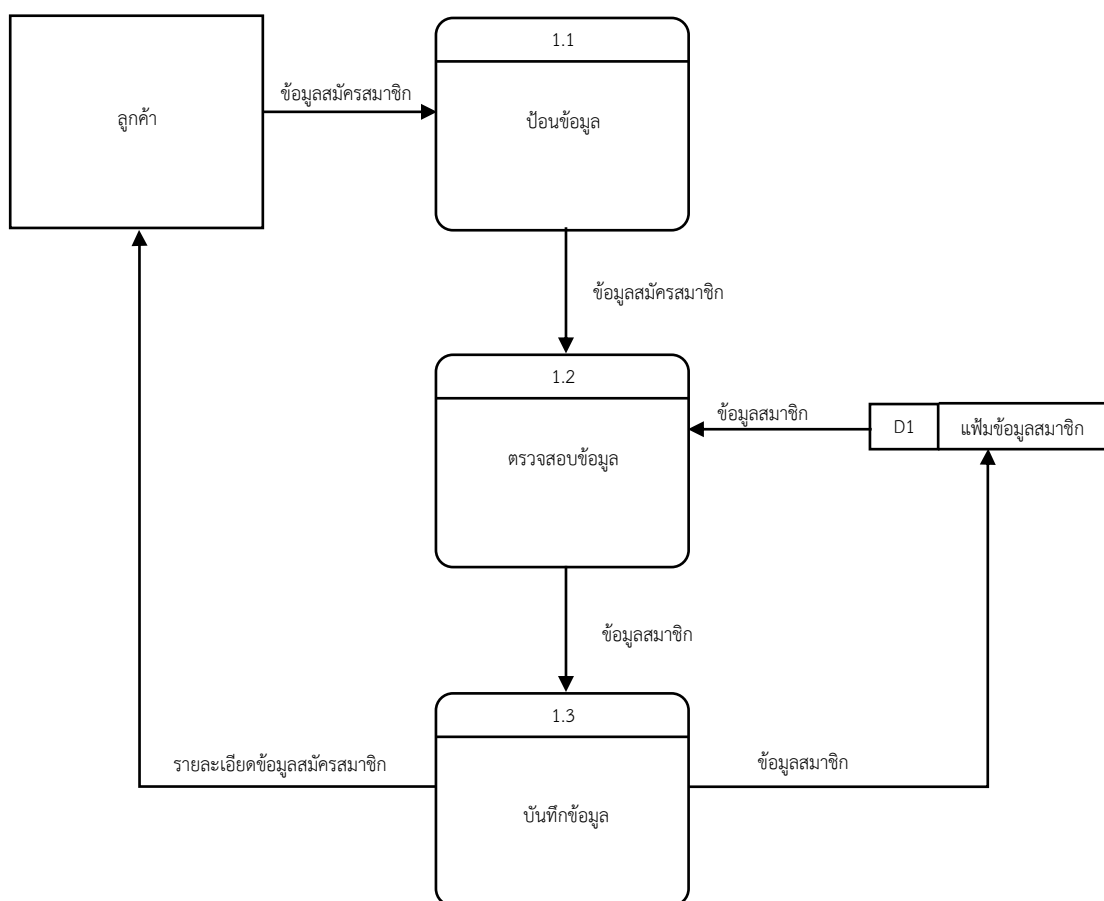 1.1
ข้อมูลสมัครสมาชิก
ลูกค้า
ป้อนข้อมูล
ข้อมูลสมัครสมาชิก
1.2
ข้อมูลสมาชิก
D1
แฟ้มข้อมูลสมาชิก
ตรวจสอบข้อมูล
ข้อมูลสมาชิก
1.3
รายละเอียดข้อมูลสมัครสมาชิก
ข้อมูลสมาชิก
บันทึกข้อมูล